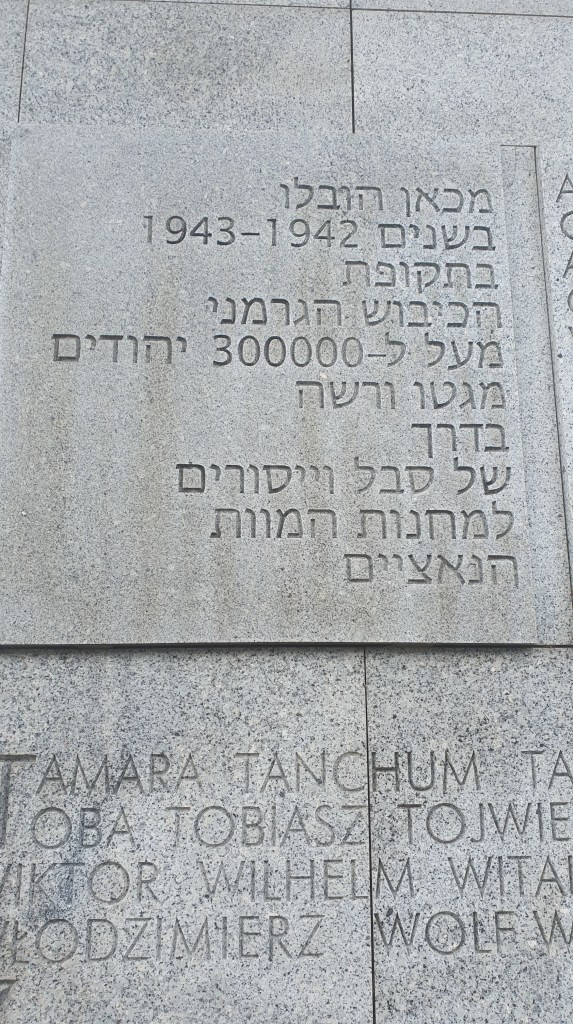 מכאן הובלו
בשנים 1942–1943
בתקופת
הכיבוש הגרמני
מעל ל–300000 יהודים
מגטו ורשה
בדרך
של סבל וייסורים
למחנות המוות
הנאציים
TAMARA TANCHUM
OBA TOBIASZ
WIKTOR WILHELM
WŁODZIMIERZ WOLF